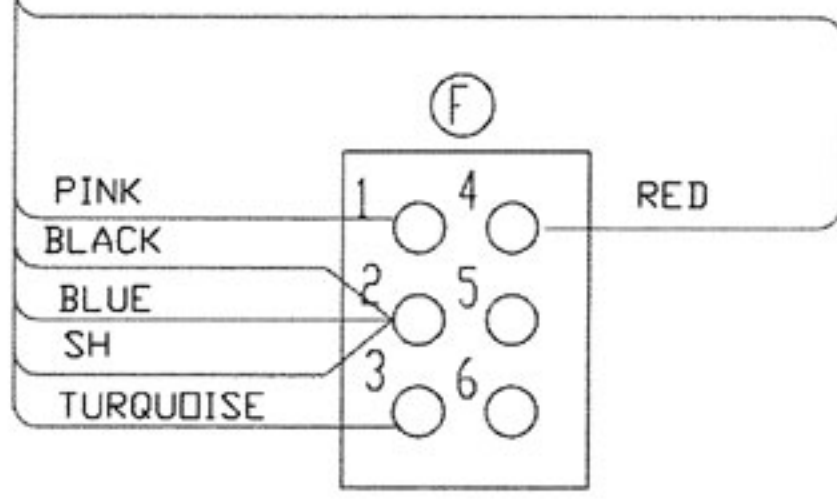 F
PINK 1 4 RED
BLACK
BLUE 2 5
SH
TURQUOISE 3 6